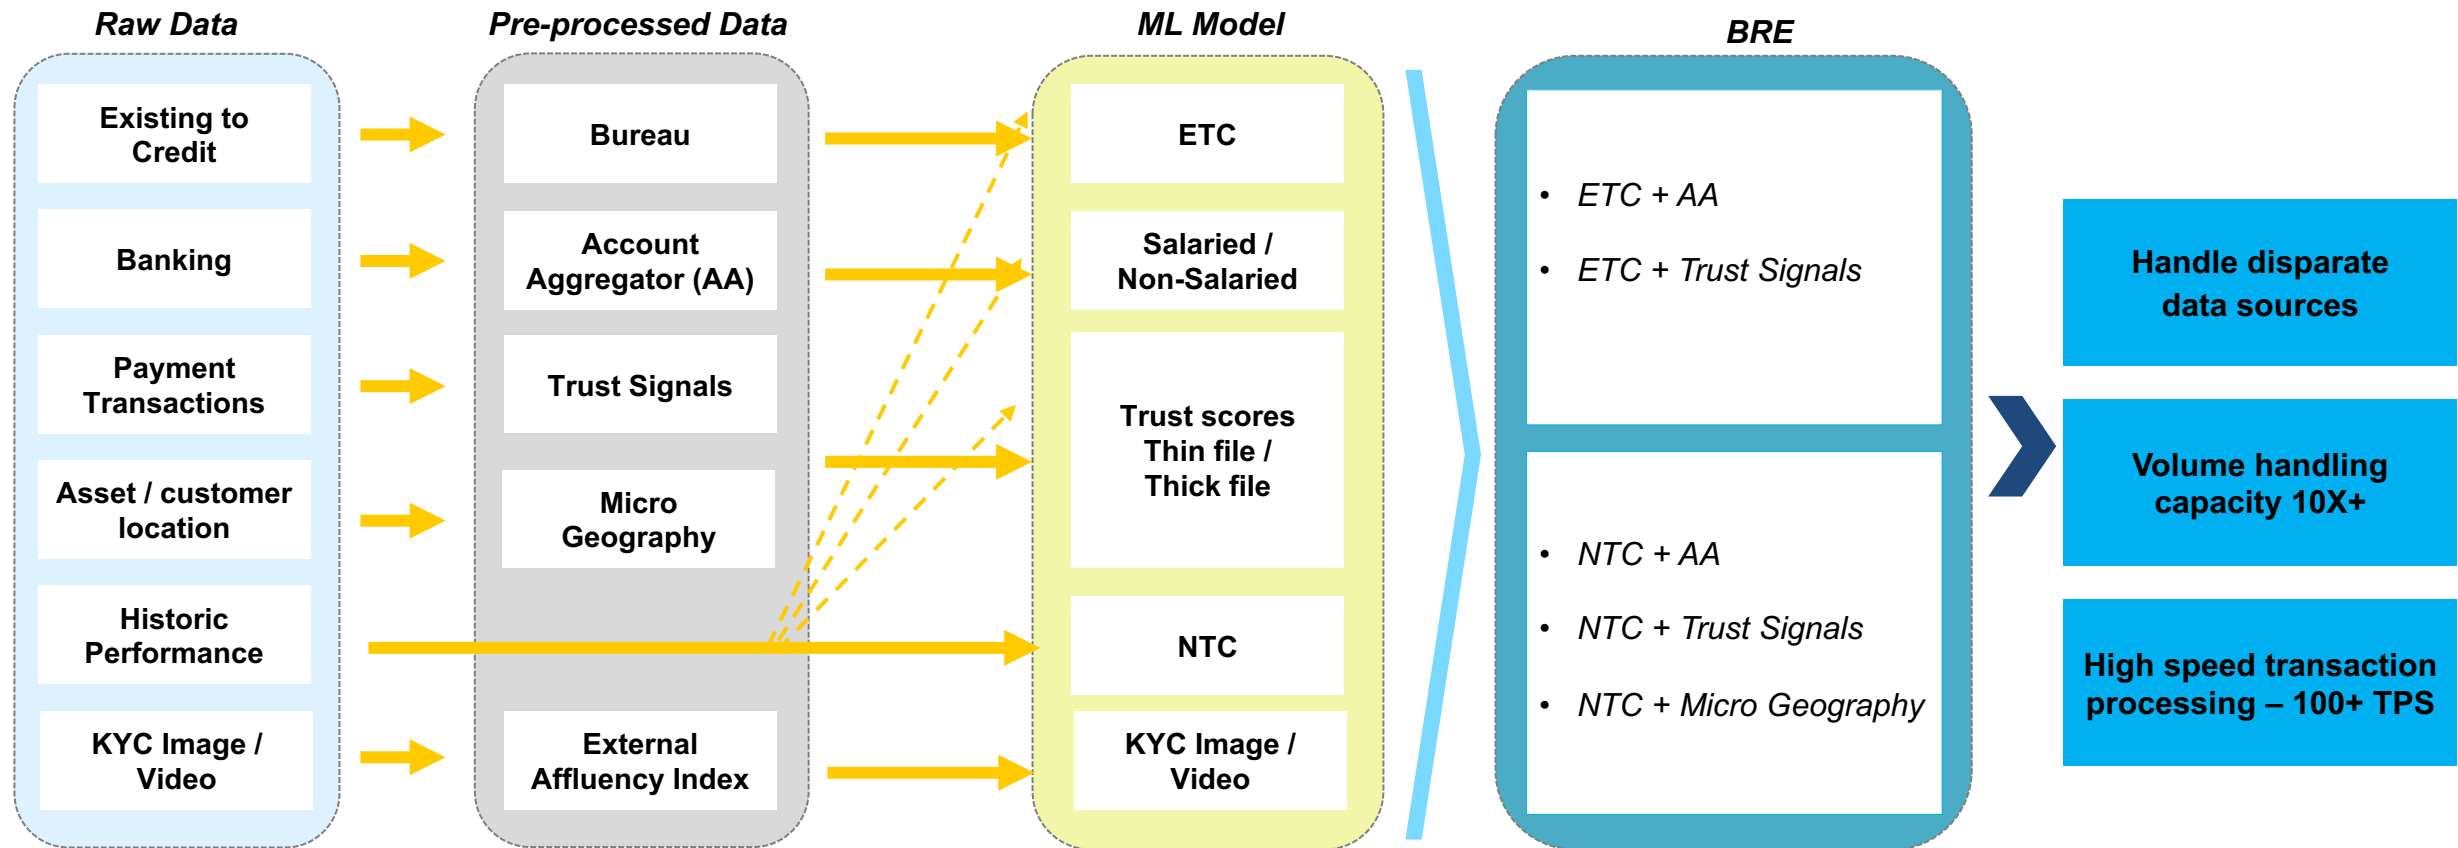 Raw Data
Existing to
Credit
Banking
Payment
Transactions
Asset / customer
location
Historic
Performance
KYC Image /
Video
Pre-processed Data
Bureau
Account
Aggregator (AA)
Trust Signals
Micro
Geography
External
Affluency Index
ML Model
ETC
Salaried /
Non-Salaried
Trust scores
Thin file /
Thick file
NTC
KYC Image /
Video
BRE
• ETC + AA
• ETC + Trust Signals
• NTC + AA
• NTC + Trust Signals
• NTC + Micro Geography
Handle disparate
data sources
Volume handling
capacity 10X+
High speed transaction
processing – 100+ TPS